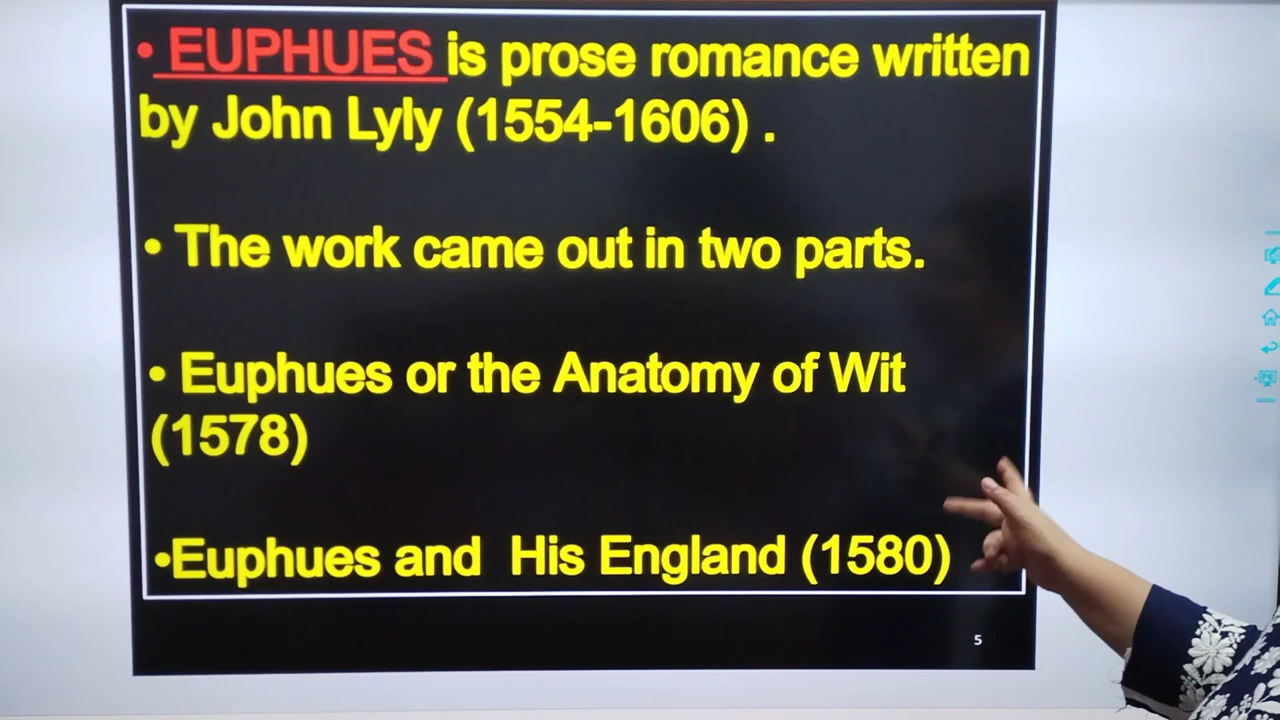 • EUPHUES is prose romance written
by John Lyly (1554-1606) .
• The work came out in two parts.
• Euphues or the Anatomy of Wit
(1578)
•Euphues and His England (1580)
5